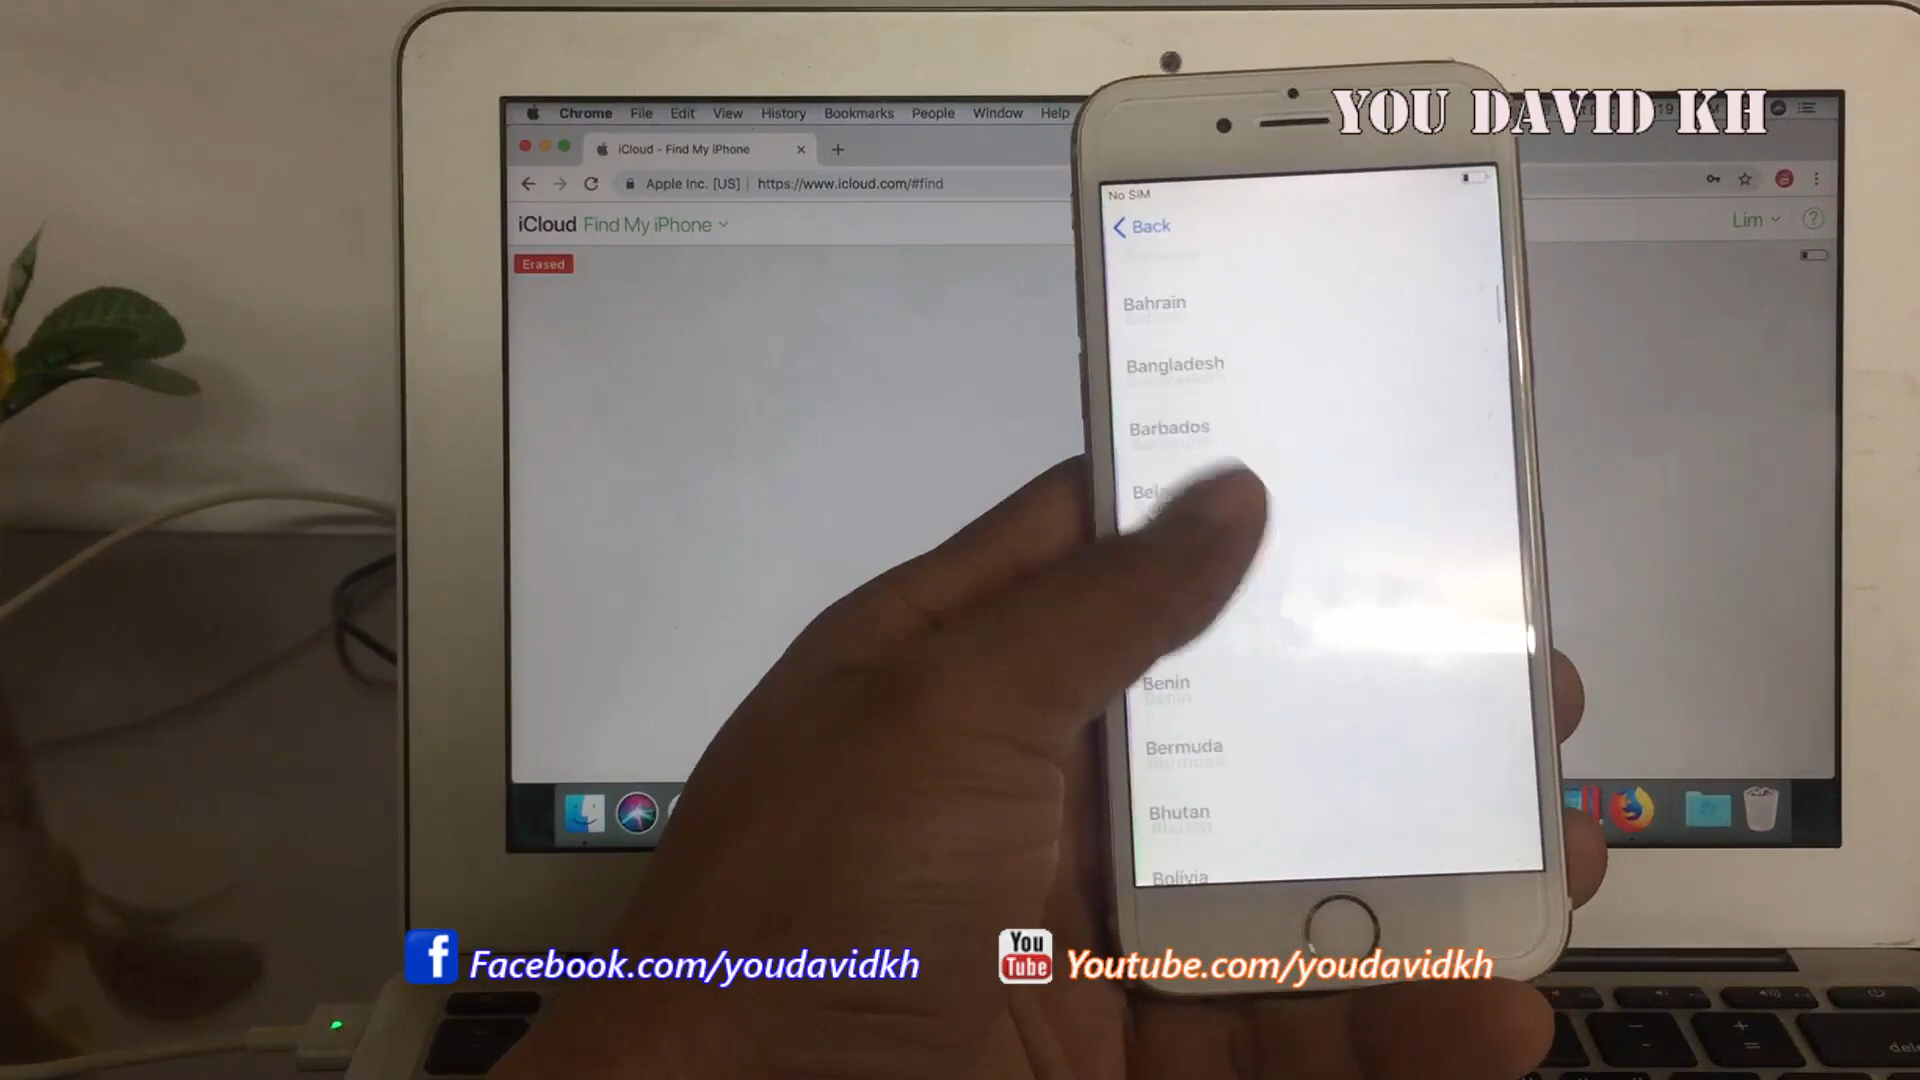 YOU DAVID KH
Chrome File Edit View History Bookmarks People Window Help
iCloud - Find My iPhone
Apple Inc. [US] https://www.icloud.com/#find
iCloud Find My iPhone
Lim
?
Erased
No SIM
Back
Bahrain
Bangladesh
Barbados
Bela
Benin
Bermuda
Bhutan
Bolivia
f Facebook.com/youdavidkh
You Tube Youtube.com/youdavidkh